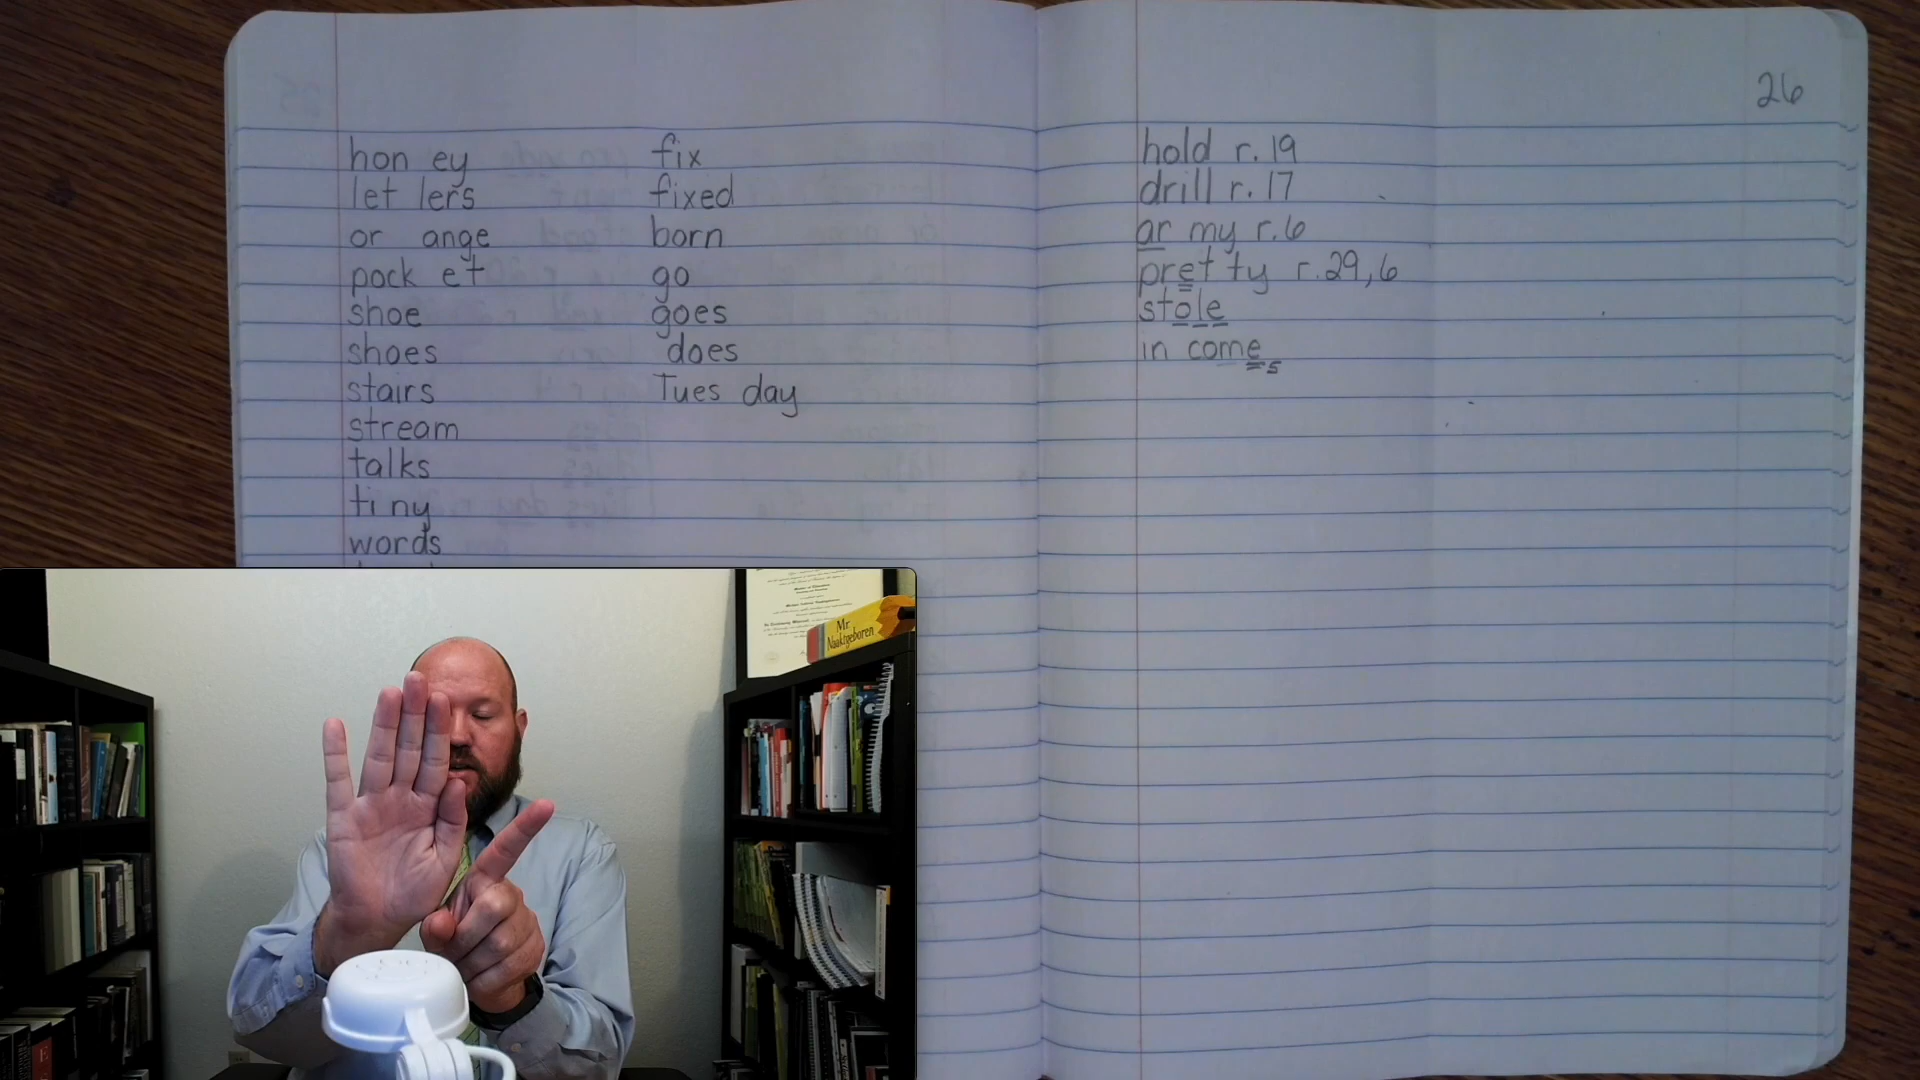 26
hon ey
let ters
or ange
pock et
shoe
shoes
stairs
stream
talks
ti ny
words
fix
fixed
born
go
goes
does
Tues day
hold r. 19
drill r. 17
ar my r. 6
pret ty r. 29, 6
stole
in come 5
Mr.
Naaktgeboren